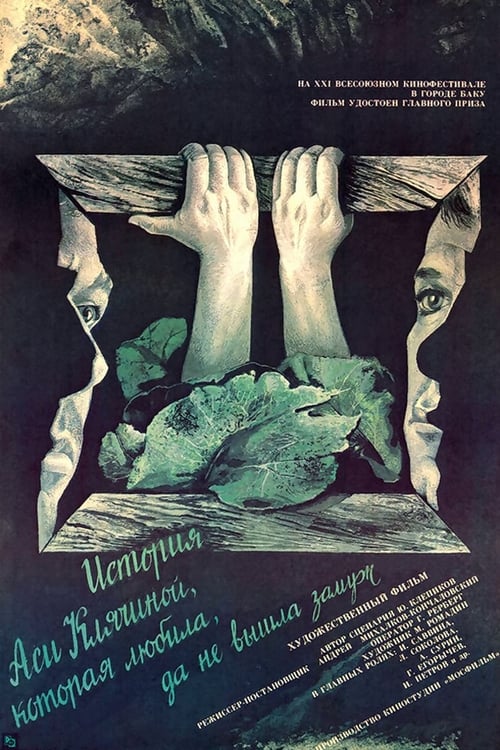 НА XXI ВСЕСОЮЗНОМ КИНОФЕСТИВАЛЕ
В ГОРОДЕ БАКУ
ФИЛЬМ УДОСТОЕН ГЛАВНОГО ПРИЗА
История
Аси Клячиной,
которая любила,
да не вышла замуж
ХУДОЖЕСТВЕННЫЙ ФИЛЬМ
АВТОР СЦЕНАРИЯ Ю. КЛЕПИКОВ
РЕЖИССЕР-ПОСТАНОВЩИК АНДРЕЙ МИХАЛКОВ-КОНЧАЛОВСКИЙ
ОПЕРАТОР Г. РЕРБЕРГ
ХУДОЖНИК М. РОМАДИН
В ГЛАВНЫХ РОЛЯХ: И. САВВИНА,
Л. СОКОЛОВА,
Г. ЕГОРЫЧЕВ,
И. ПЕТРОВ И ДР.
ПРОИЗВОДСТВО КИНОСТУДИИ «МОСФИЛЬМ»